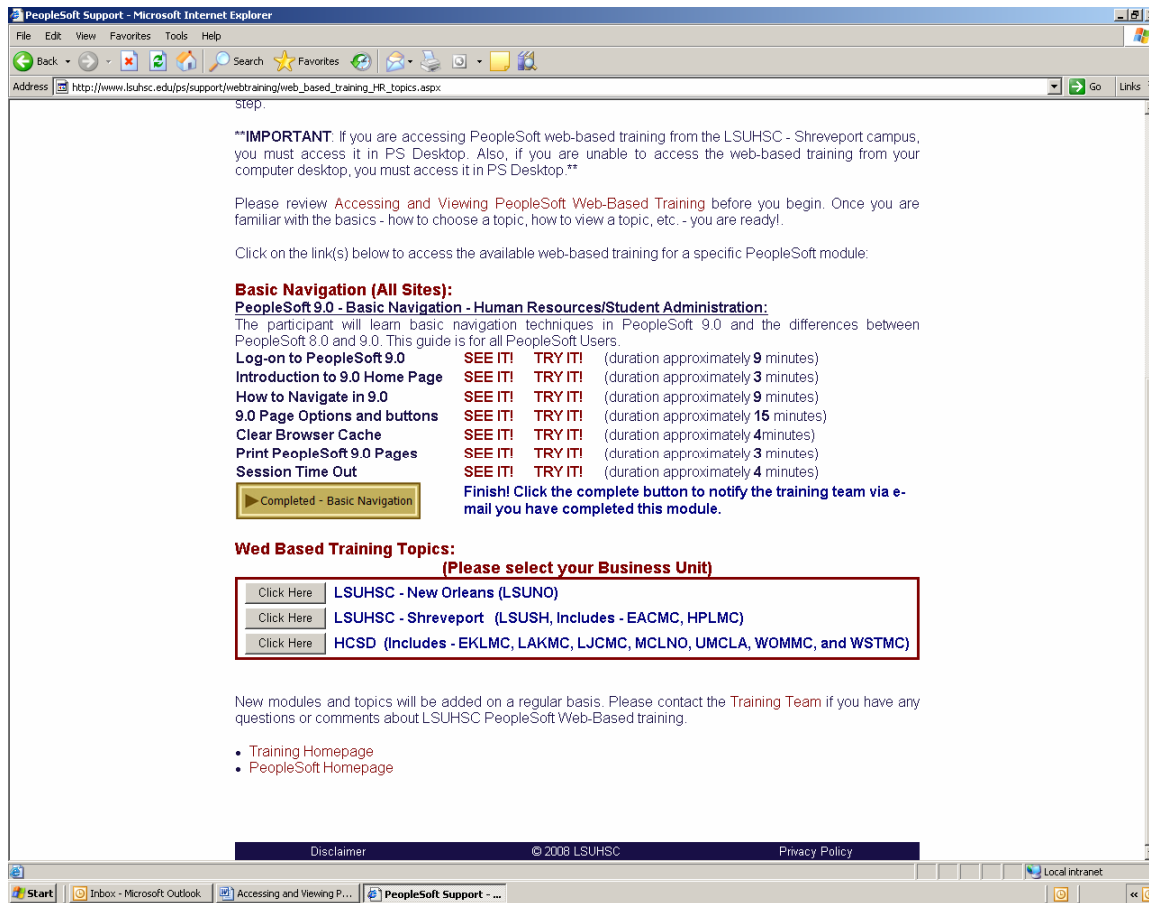 PeopleSoft Support - Microsoft Internet Explorer
File Edit View Favorites Tools Help
Back Search Favorites
Address http://www.lsuhsc.edu/ps/support/webtraining/web_based_training_HR_topics.aspx Go Links
step.
**IMPORTANT: If you are accessing PeopleSoft web-based training from the LSUHSC - Shreveport campus,
you must access it in PS Desktop. Also, if you are unable to access the web-based training from your
computer desktop, you must access it in PS Desktop.**
Please review Accessing and Viewing PeopleSoft Web-Based Training before you begin. Once you are
familiar with the basics - how to choose a topic, how to view a topic, etc. - you are ready!.
Click on the link(s) below to access the available web-based training for a specific PeopleSoft module:
Basic Navigation (All Sites):
PeopleSoft 9.0 - Basic Navigation - Human Resources/Student Administration:
The participant will learn basic navigation techniques in PeopleSoft 9.0 and the differences between
PeopleSoft 8.0 and 9.0. This guide is for all PeopleSoft Users.
Log-on to PeopleSoft 9.0 SEE IT! TRY IT! (duration approximately 9 minutes)
Introduction to 9.0 Home Page SEE IT! TRY IT! (duration approximately 3 minutes)
How to Navigate in 9.0 SEE IT! TRY IT! (duration approximately 9 minutes)
9.0 Page Options and buttons SEE IT! TRY IT! (duration approximately 15 minutes)
Clear Browser Cache SEE IT! TRY IT! (duration approximately 4minutes)
Print PeopleSoft 9.0 Pages SEE IT! TRY IT! (duration approximately 3 minutes)
Session Time Out SEE IT! TRY IT! (duration approximately 4 minutes)
Completed - Basic Navigation Finish! Click the complete button to notify the training team via e-
mail you have completed this module.
Wed Based Training Topics:
(Please select your Business Unit)
Click Here LSUHSC - New Orleans (LSUNO)
Click Here LSUHSC - Shreveport (LSUSH, Includes - EACMC, HPLMC)
Click Here HCSD (Includes - EKLMC, LAKMC, LJCMC, MCLNO, UMCLA, WOMMC, and WSTMC)
New modules and topics will be added on a regular basis. Please contact the Training Team if you have any
questions or comments about LSUHSC PeopleSoft Web-Based training.
• Training Homepage
• PeopleSoft Homepage
Disclaimer © 2008 LSUHSC Privacy Policy
Local intranet
Start Inbox - Microsoft Outlook Accessing and Viewing P... PeopleSoft Support - ...